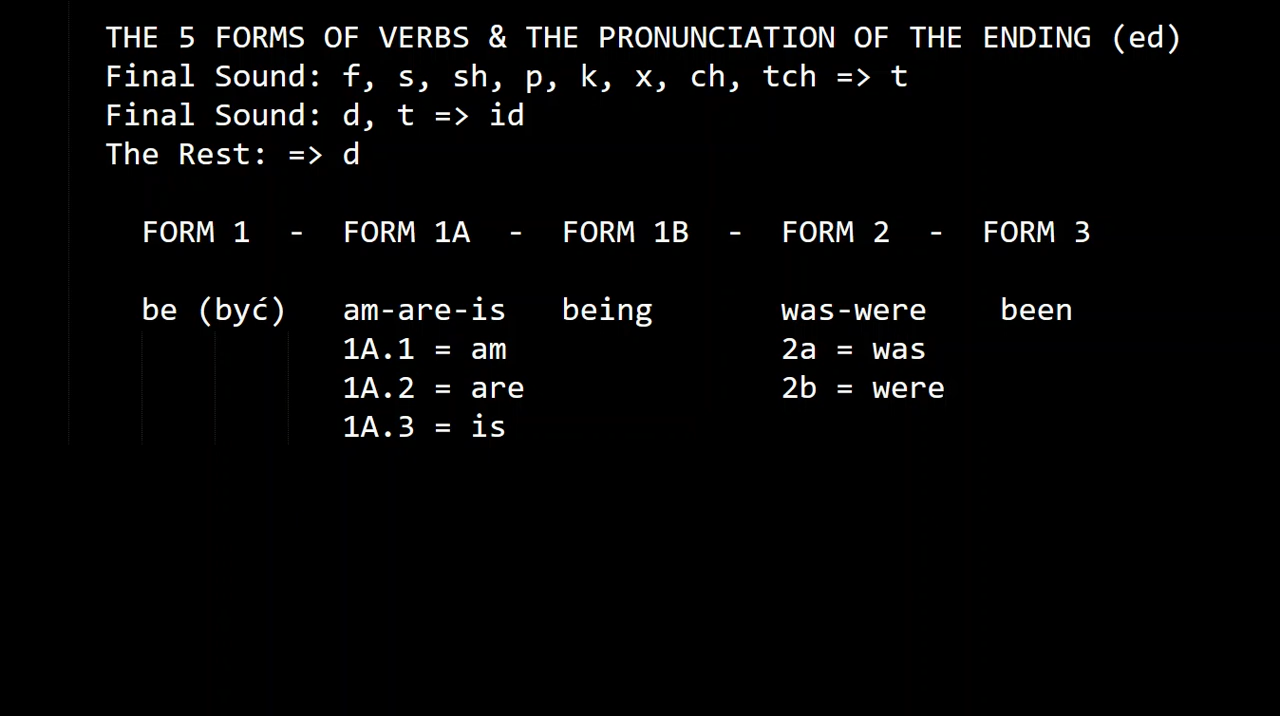 THE 5 FORMS OF VERBS & THE PRONUNCIATION OF THE ENDING (ed)
Final Sound: f, s, sh, p, k, x, ch, tch => t
Final Sound: d, t => id
The Rest: => d
FORM 1 - FORM 1A - FORM 1B - FORM 2 - FORM 3
be (być) am-are-is being was-were been
1A.1 = am 2a = was
1A.2 = are 2b = were
1A.3 = is